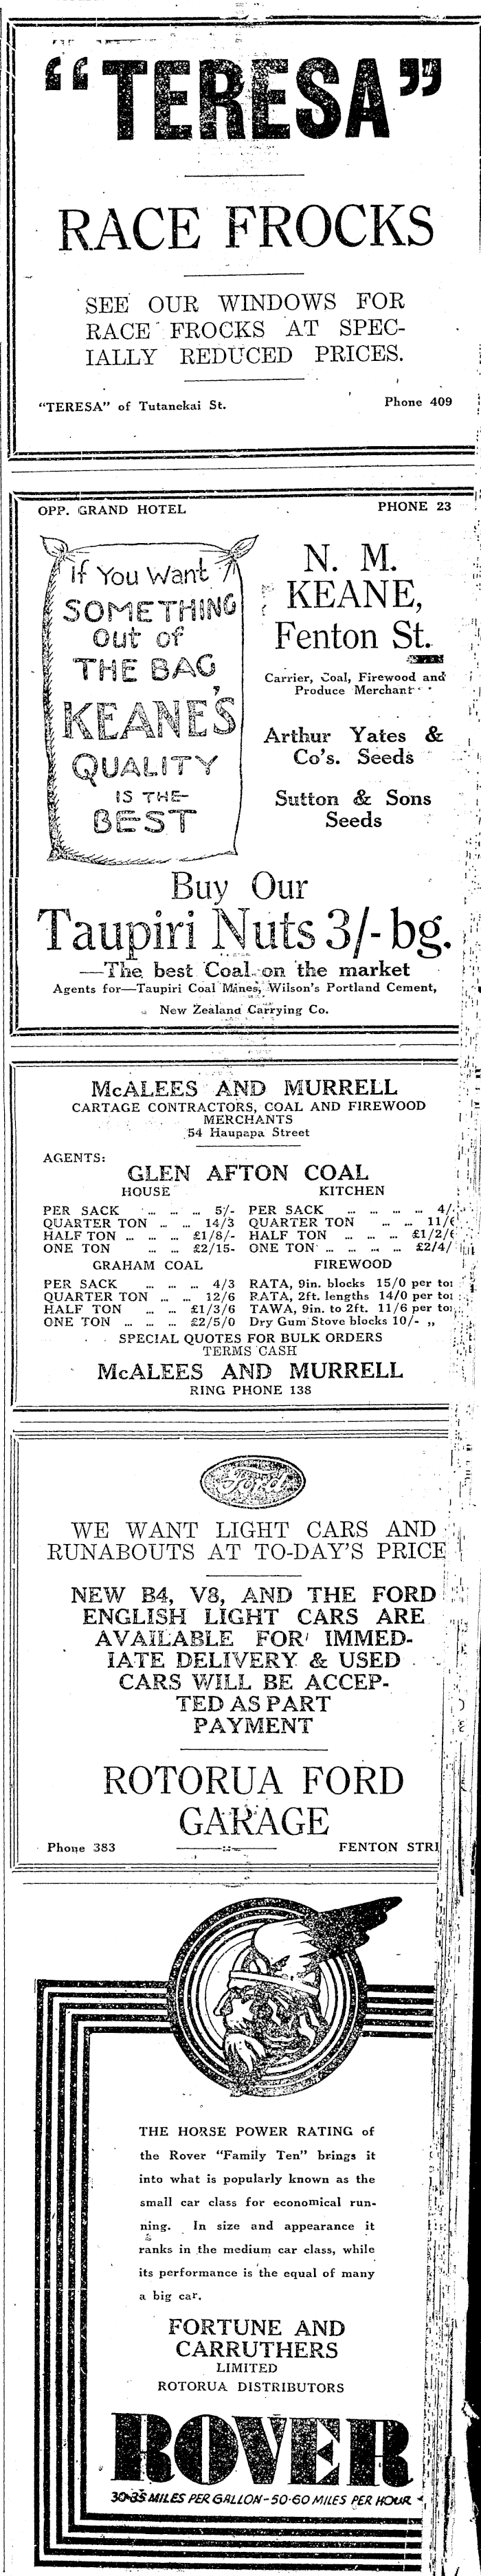 “TERESA”
RACE FROCKS
SEE OUR WINDOWS FOR
RACE FROCKS AT SPEC-
IALLY REDUCED PRICES.
“TERESA” of Tutanekai St. Phone 409
OPP. GRAND HOTEL PHONE 23
If You Want
SOMETHING
Out of
THE BAG
KEANE'S
QUALITY
IS THE
BEST
N. M.
KEANE,
Fenton St.
Carrier, Coal, Firewood and
Produce Merchant
Arthur Yates &
Co's. Seeds
Sutton & Sons
Seeds
Buy Our
Taupiri Nuts 3/- bg.
—The best Coal on the market
Agents for—Taupiri Coal Mines, Wilson's Portland Cement,
New Zealand Carrying Co.
McALEES AND MURRELL
CARTAGE CONTRACTORS, COAL AND FIREWOOD
MERCHANTS
54 Haupapa Street
AGENTS:
GLEN AFTON COAL
HOUSE KITCHEN
PER SACK ... ... ... 5/- PER SACK ... ... ... ... 4/
QUARTER TON ... ... 14/3 QUARTER TON ... ... 11/
HALF TON ... ... ... £1/8/- HALF TON ... ... ... £1/2/
ONE TON ... ... £2/15- ONE TON ... ... ... ... £2/4/
GRAHAM COAL FIREWOOD
PER SACK ... ... ... 4/3 RATA, 9in. blocks 15/0 per to
QUARTER TON ... ... 12/6 RATA, 2ft. lengths 14/0 per to
HALF TON ... ... £1/3/6 TAWA, 9in. to 2ft. 11/6 per to
ONE TON ... ... ... £2/5/0 Dry Gum Stove blocks 10/- ,,
SPECIAL QUOTES FOR BULK ORDERS
TERMS CASH
McALEES AND MURRELL
RING PHONE 138
Ford
WE WANT LIGHT CARS AND
RUNABOUTS AT TO-DAY'S PRICE
NEW B4, V8, AND THE FORD
ENGLISH LIGHT CARS ARE
AVAILABLE FOR IMMED-
IATE DELIVERY & USED
CARS WILL BE ACCEP-
TED AS PART
PAYMENT
ROTORUA FORD
GARAGE
Phone 383 FENTON STR
THE HORSE POWER RATING of
the Rover “Family Ten” brings it
into what is popularly known as the
small car class for economical run-
ning. In size and appearance it
ranks in the medium car class, while
its performance is the equal of many
a big car.
FORTUNE AND
CARRUTHERS
LIMITED
ROTORUA DISTRIBUTORS
ROVER
30-35 MILES PER GALLON-50-60 MILES PER HOUR